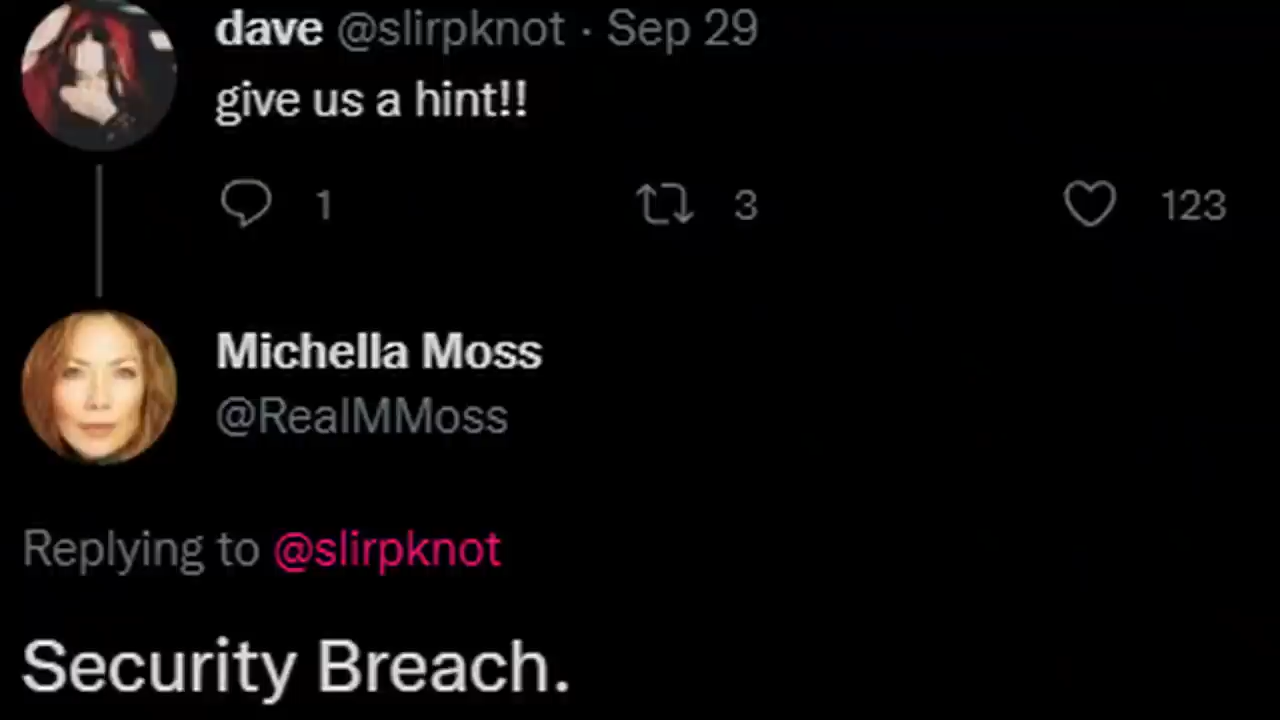 dave @slirpknot · Sep 29
give us a hint!!
1 3 123
Michella Moss
@RealMMoss
Replying to @slirpknot
Security Breach.